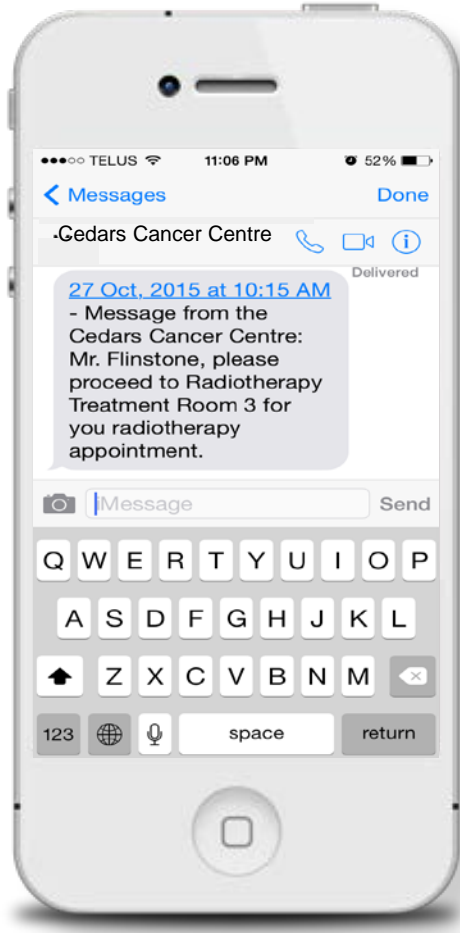 TELUS 11:06 PM 52%
Messages Done
Cedars Cancer Centre
Delivered
27 Oct, 2015 at 10:15 AM
- Message from the
Cedars Cancer Centre:
Mr. Flinstone, please
proceed to Radiotherapy
Treatment Room 3 for
you radiotherapy
appointment.
iMessage Send
Q W E R T Y U I O P
A S D F G H J K L
Z X C V B N M
123 space return